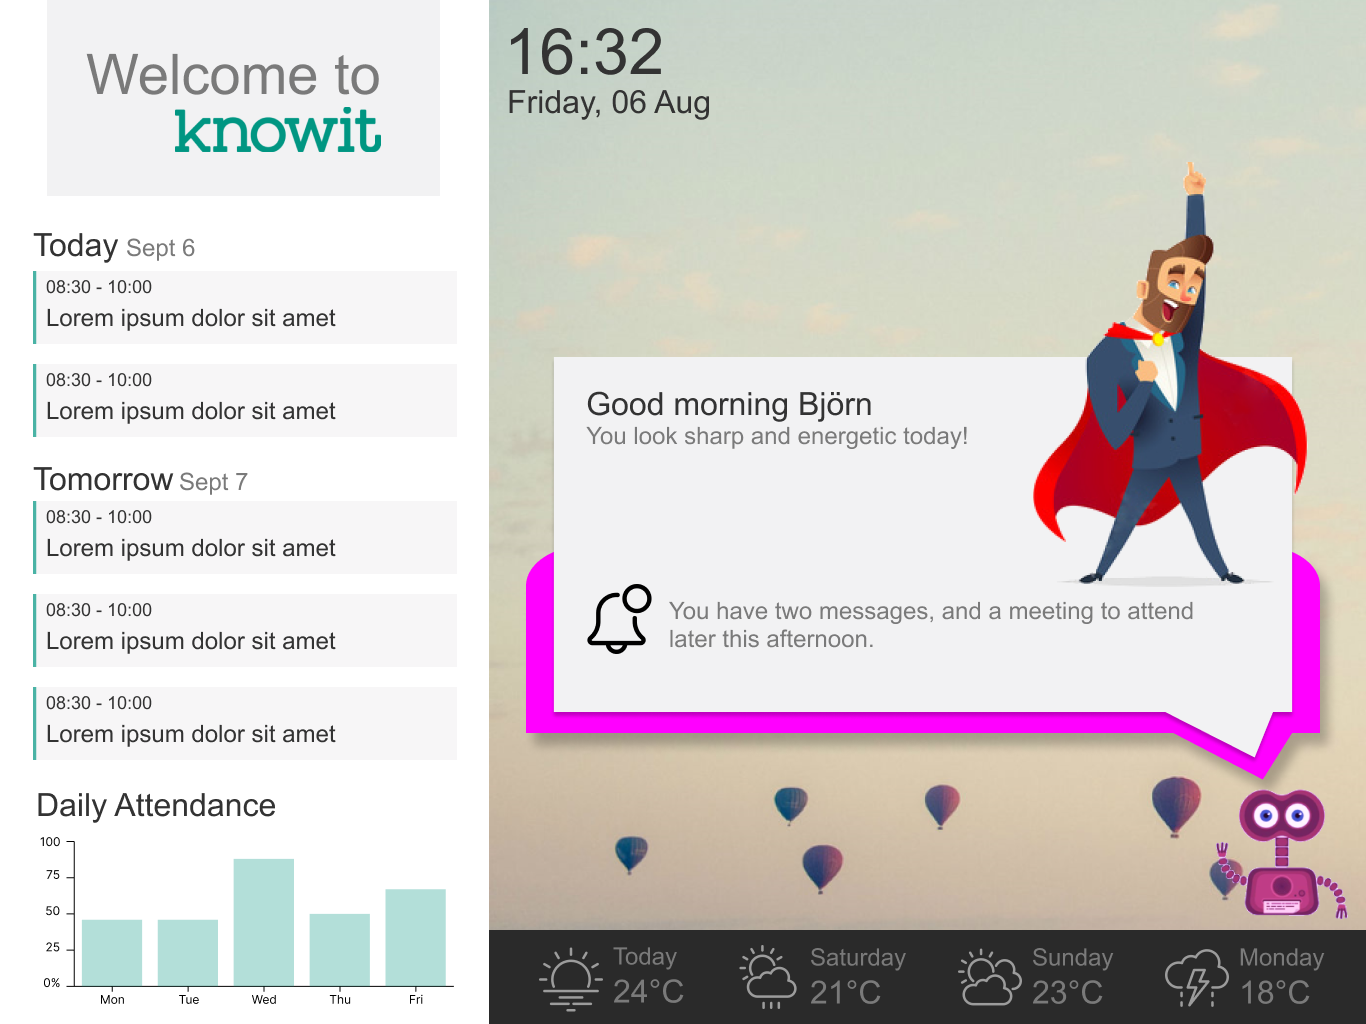 Welcome to
knowit
Today Sept 6
08:30 - 10:00
Lorem ipsum dolor sit amet
08:30 - 10:00
Lorem ipsum dolor sit amet
Tomorrow Sept 7
08:30 - 10:00
Lorem ipsum dolor sit amet
08:30 - 10:00
Lorem ipsum dolor sit amet
08:30 - 10:00
Lorem ipsum dolor sit amet
Daily Attendance
100
75
50
25
0%
Mon Tue Wed Thu Fri
16:32
Friday, 06 Aug
Good morning Björn
You look sharp and energetic today!
You have two messages, and a meeting to attend
later this afternoon.
Today
24°C
Saturday
21°C
Sunday
23°C
Monday
18°C